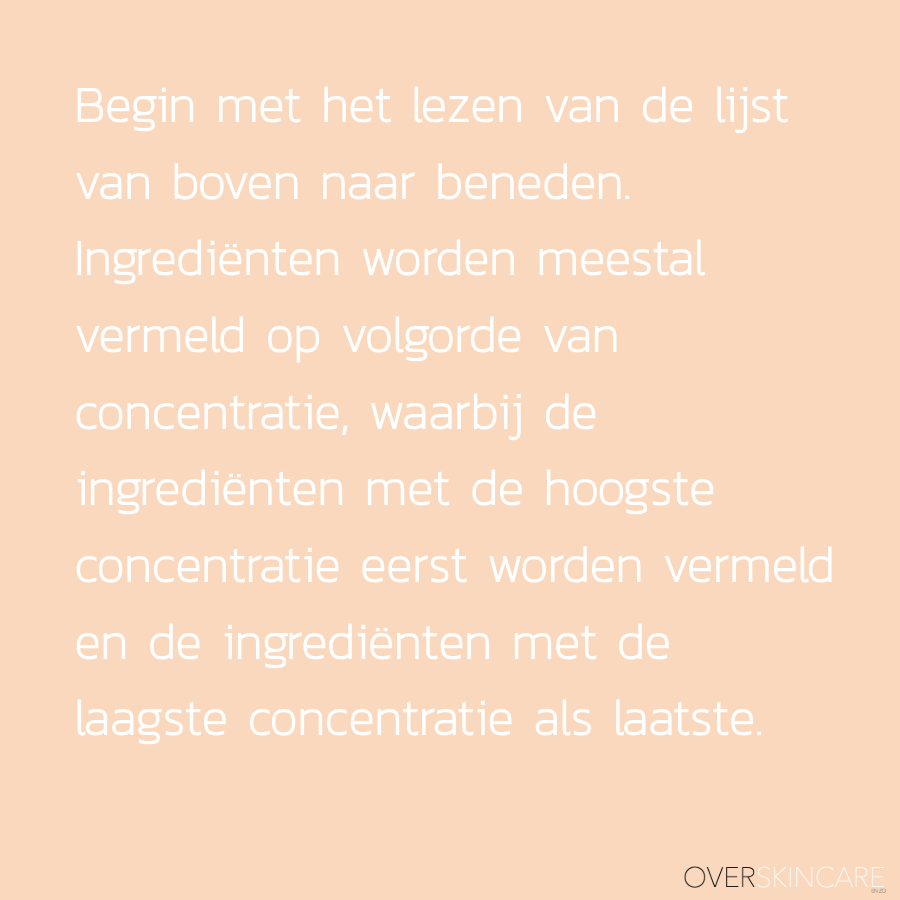 Begin met het lezen van de lijst
van boven naar beneden.
Ingrediënten worden meestal
vermeld op volgorde van
concentratie, waarbij de
ingrediënten met de hoogste
concentratie eerst worden vermeld
en de ingrediënten met de
laagste concentratie als laatste.
OVERSKINCARE
ENZO